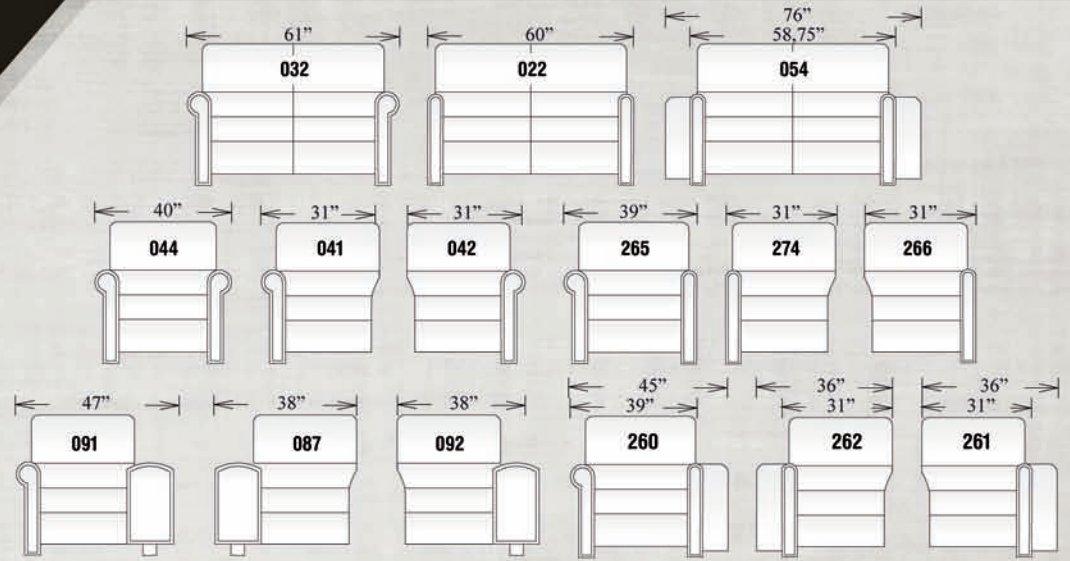 76”
61” 60” 58,75”
032 022 054
40” 31” 31” 39” 31” 31”
044 041 042 265 274 266
45” 36” 36”
47” 38” 38” 39” 31” 31”
091 087 092 260 262 261